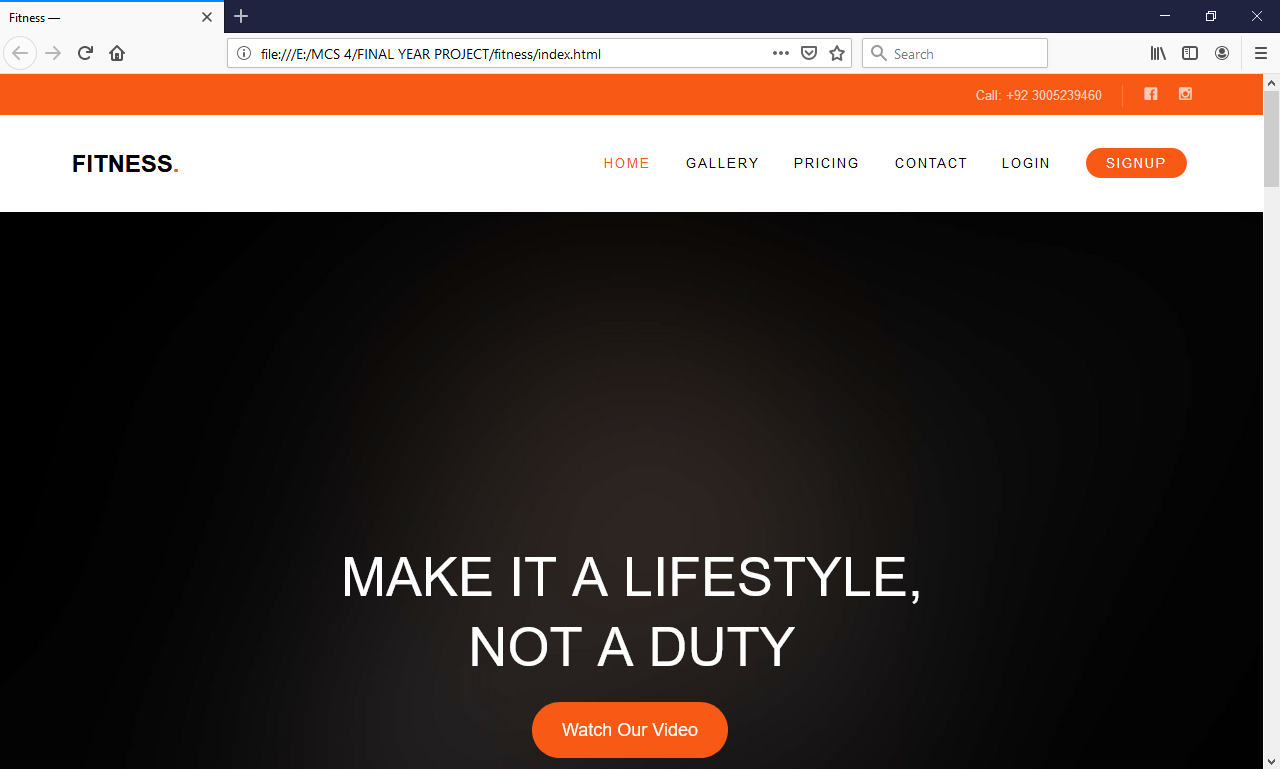 Fitness —
file:///E:/MCS 4/FINAL YEAR PROJECT/fitness/index.html
Search
Call: +92 3005239460
FITNESS.
HOME
GALLERY
PRICING
CONTACT
LOGIN
SIGNUP
MAKE IT A LIFESTYLE,
NOT A DUTY
Watch Our Video